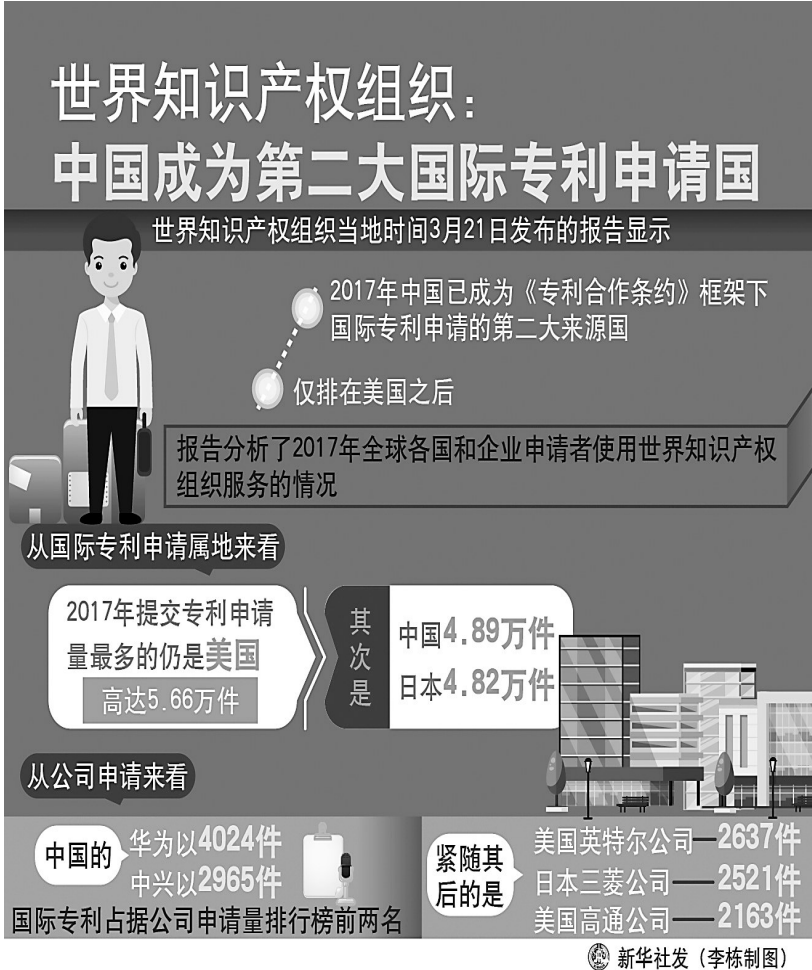 世界知识产权组织：
中国成为第二大国际专利申请国
世界知识产权组织当地时间3月21日发布的报告显示
2017年中国已成为《专利合作条约》框架下
国际专利申请的第二大来源国
仅排在美国之后
报告分析了2017年全球各国和企业申请者使用世界知识产权
组织服务的情况
从国际专利申请属地来看
2017年提交专利申请
量最多的仍是美国
高达5.66万件
其次是
中国4.89万件
日本4.82万件
从公司申请来看
中国的
华为以4024件
中兴以2965件
国际专利占据公司申请量排行榜前两名
紧随其
后的是
美国英特尔公司—2637件
日本三菱公司——2521件
美国高通公司——2163件
新华社发（李栋制图）